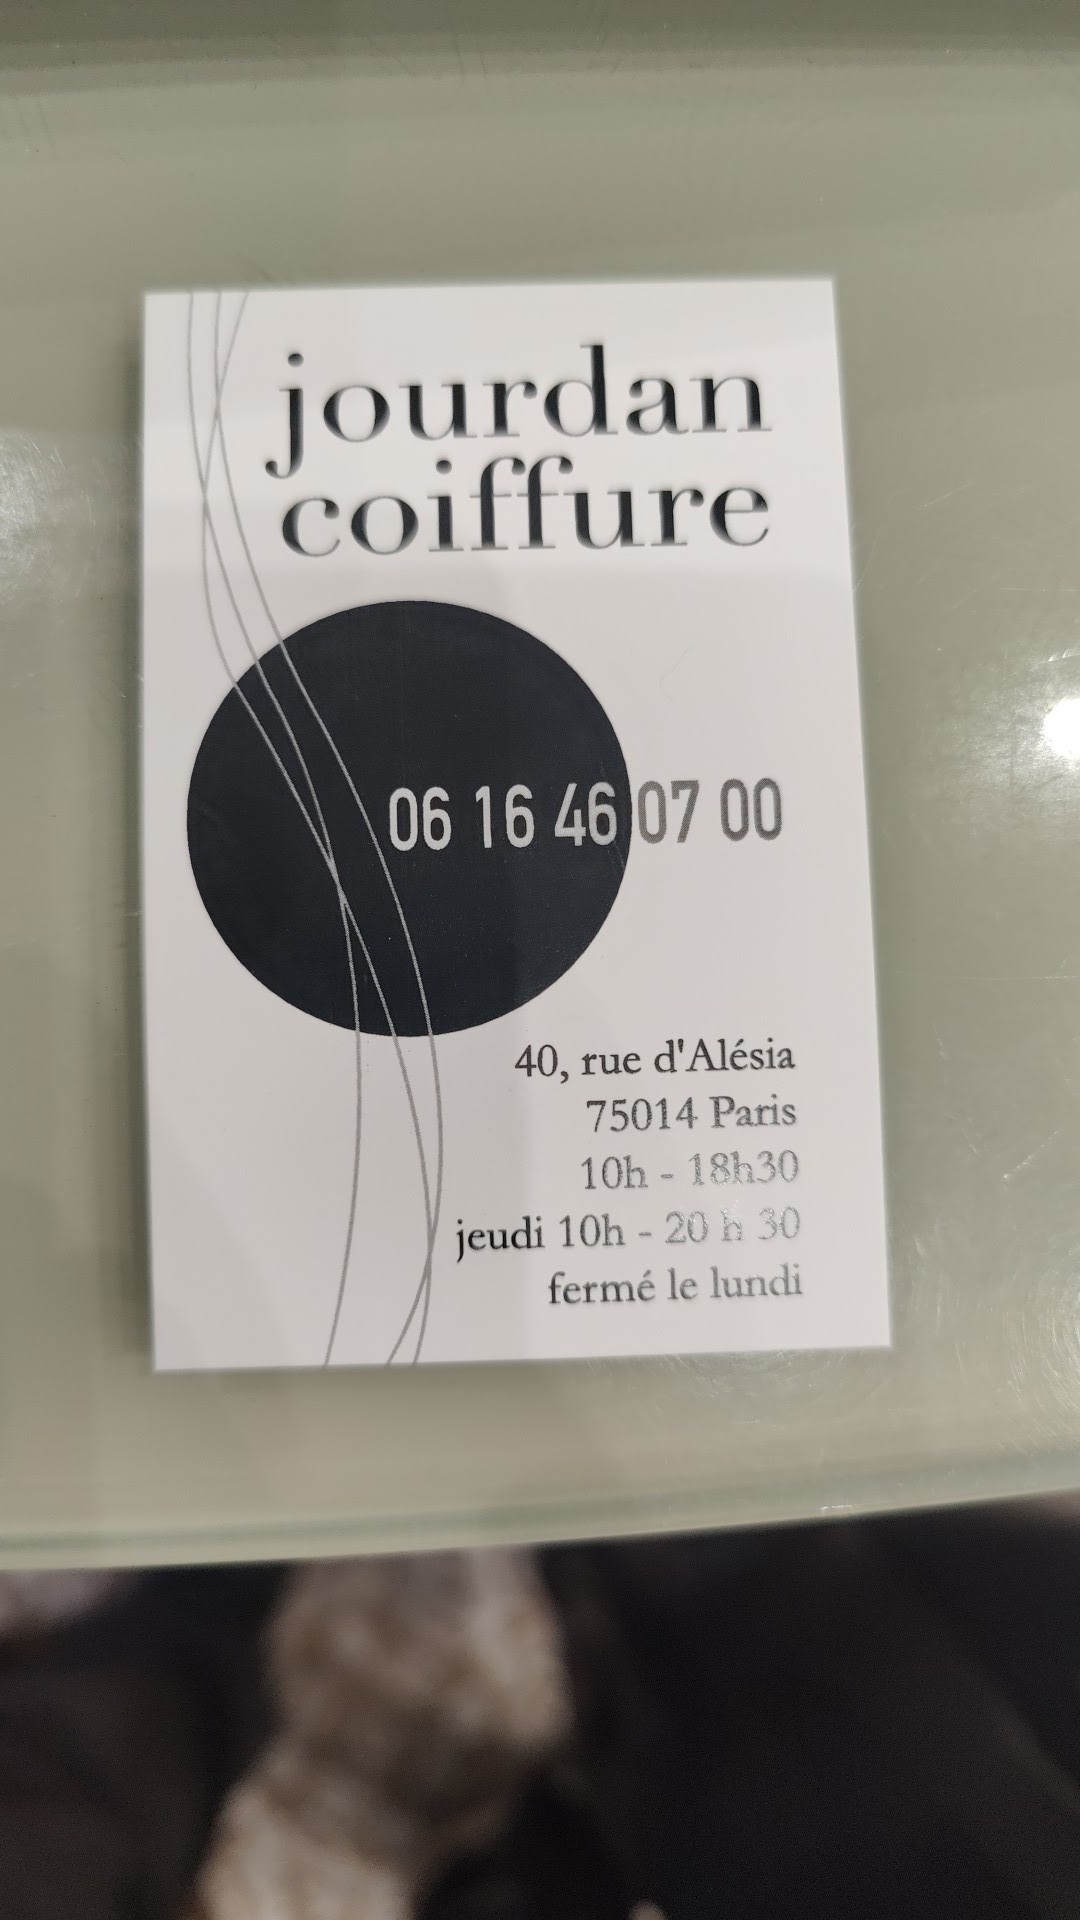 jourdan
coiffure
06 16 46 07 00
40, rue d'Alésia
75014 Paris
10h - 18h30
jeudi 10h - 20 h 30
fermé le lundi